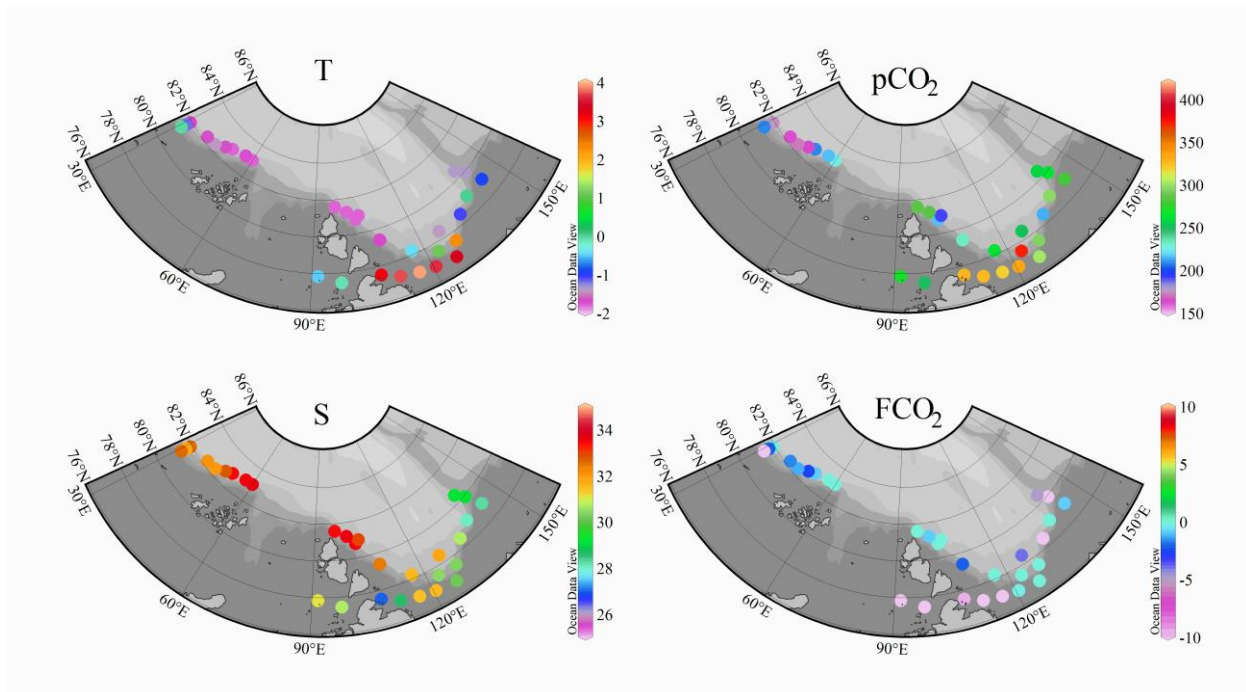 T
86°N
84°N
82°N
80°N
78°N
76°N
30°E
60°E
90°E
120°E
150°E
4
3
2
1
0
-1
-2
Ocean Data View
pCO₂
86°N
84°N
82°N
80°N
78°N
76°N
30°E
60°E
90°E
120°E
150°E
400
350
300
250
200
150
Ocean Data View
S
86°N
84°N
82°N
80°N
78°N
76°N
30°E
60°E
90°E
120°E
150°E
34
32
30
28
26
Ocean Data View
FCO₂
86°N
84°N
82°N
80°N
78°N
76°N
30°E
60°E
90°E
120°E
150°E
10
5
0
-5
-10
Ocean Data View